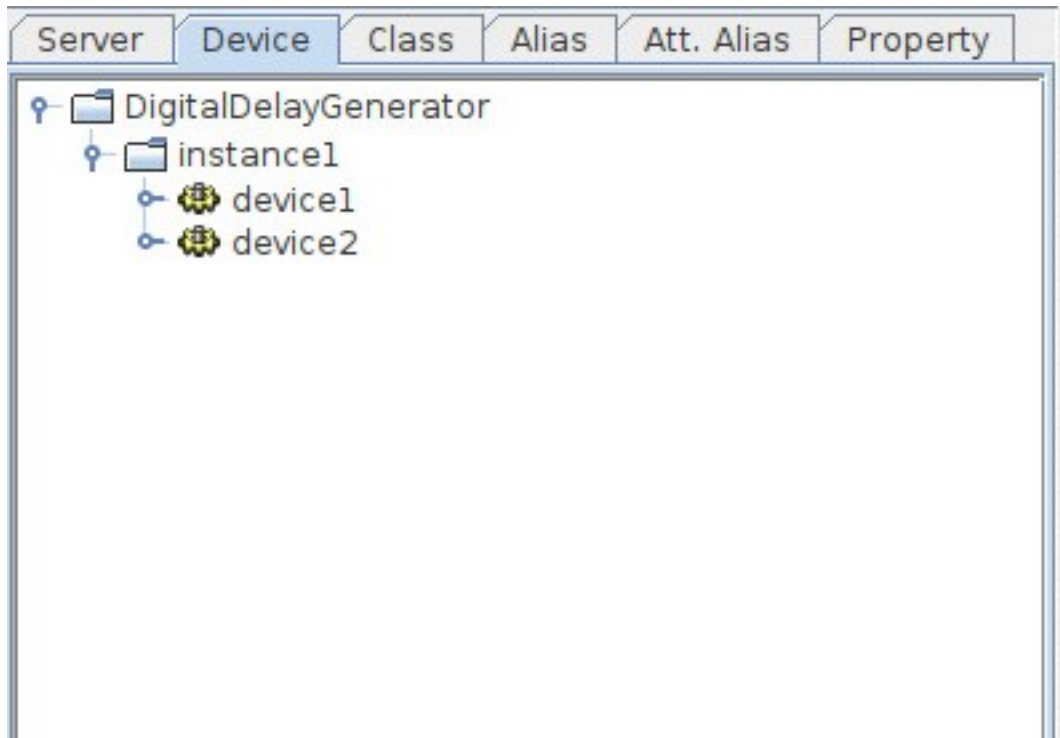 Server Device Class Alias Att. Alias Property
DigitalDelayGenerator
instance1
device1
device2